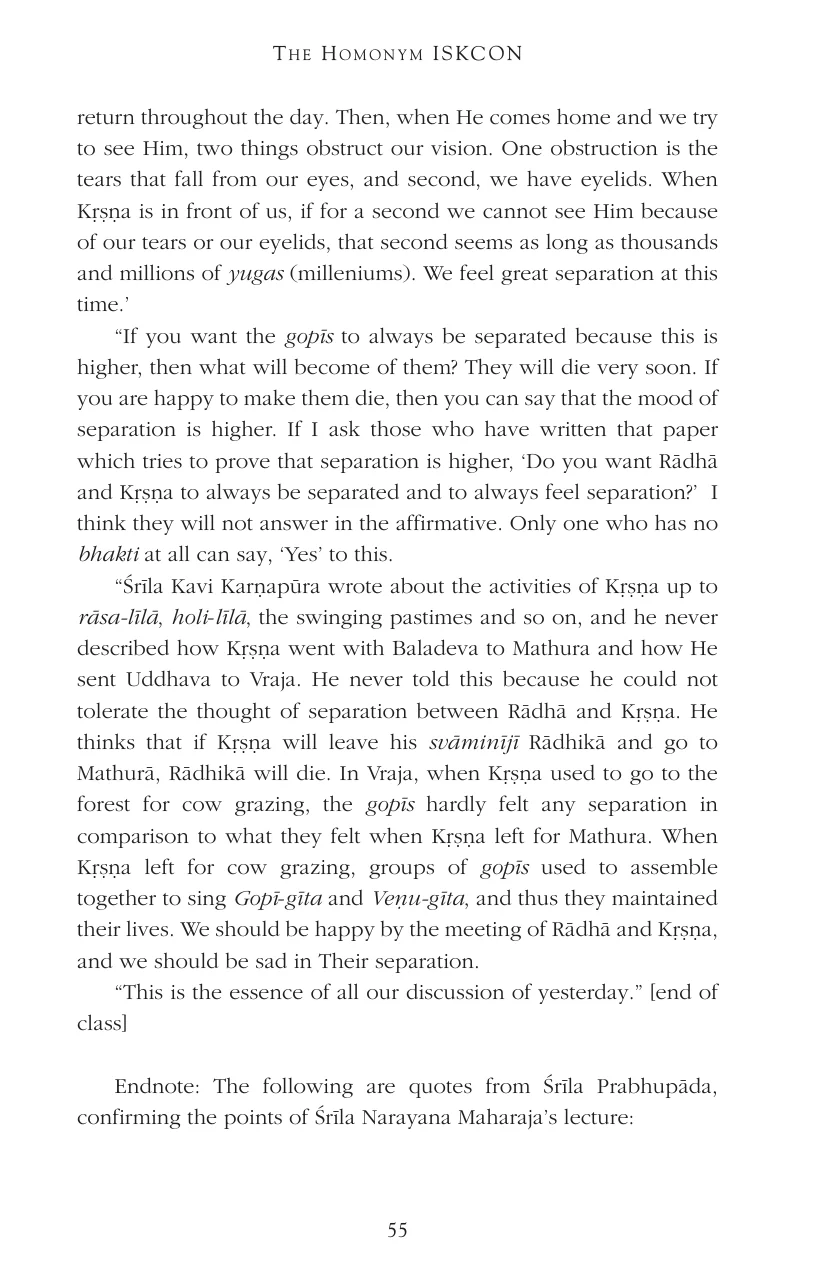 THE HOMONYM ISKCON
return throughout the day. Then, when He comes home and we try
to see Him, two things obstruct our vision. One obstruction is the
tears that fall from our eyes, and second, we have eyelids. When
Kṛṣṇa is in front of us, if for a second we cannot see Him because
of our tears or our eyelids, that second seems as long as thousands
and millions of yugas (milleniums). We feel great separation at this
time.’
“If you want the gopīs to always be separated because this is
higher, then what will become of them? They will die very soon. If
you are happy to make them die, then you can say that the mood of
separation is higher. If I ask those who have written that paper
which tries to prove that separation is higher, ‘Do you want Rādhā
and Kṛṣṇa to always be separated and to always feel separation?’ I
think they will not answer in the affirmative. Only one who has no
bhakti at all can say, ‘Yes’ to this.
“Śrīla Kavi Karṇapūra wrote about the activities of Kṛṣṇa up to
rāsa-līlā, holi-līlā, the swinging pastimes and so on, and he never
described how Kṛṣṇa went with Baladeva to Mathura and how He
sent Uddhava to Vraja. He never told this because he could not
tolerate the thought of separation between Rādhā and Kṛṣṇa. He
thinks that if Kṛṣṇa will leave his svāminījī Rādhikā and go to
Mathurā, Rādhikā will die. In Vraja, when Kṛṣṇa used to go to the
forest for cow grazing, the gopīs hardly felt any separation in
comparison to what they felt when Kṛṣṇa left for Mathura. When
Kṛṣṇa left for cow grazing, groups of gopīs used to assemble
together to sing Gopī-gīta and Veṇu-gīta, and thus they maintained
their lives. We should be happy by the meeting of Rādhā and Kṛṣṇa,
and we should be sad in Their separation.
“This is the essence of all our discussion of yesterday.” [end of
class]
Endnote: The following are quotes from Śrīla Prabhupāda,
confirming the points of Śrīla Narayana Maharaja’s lecture:
55